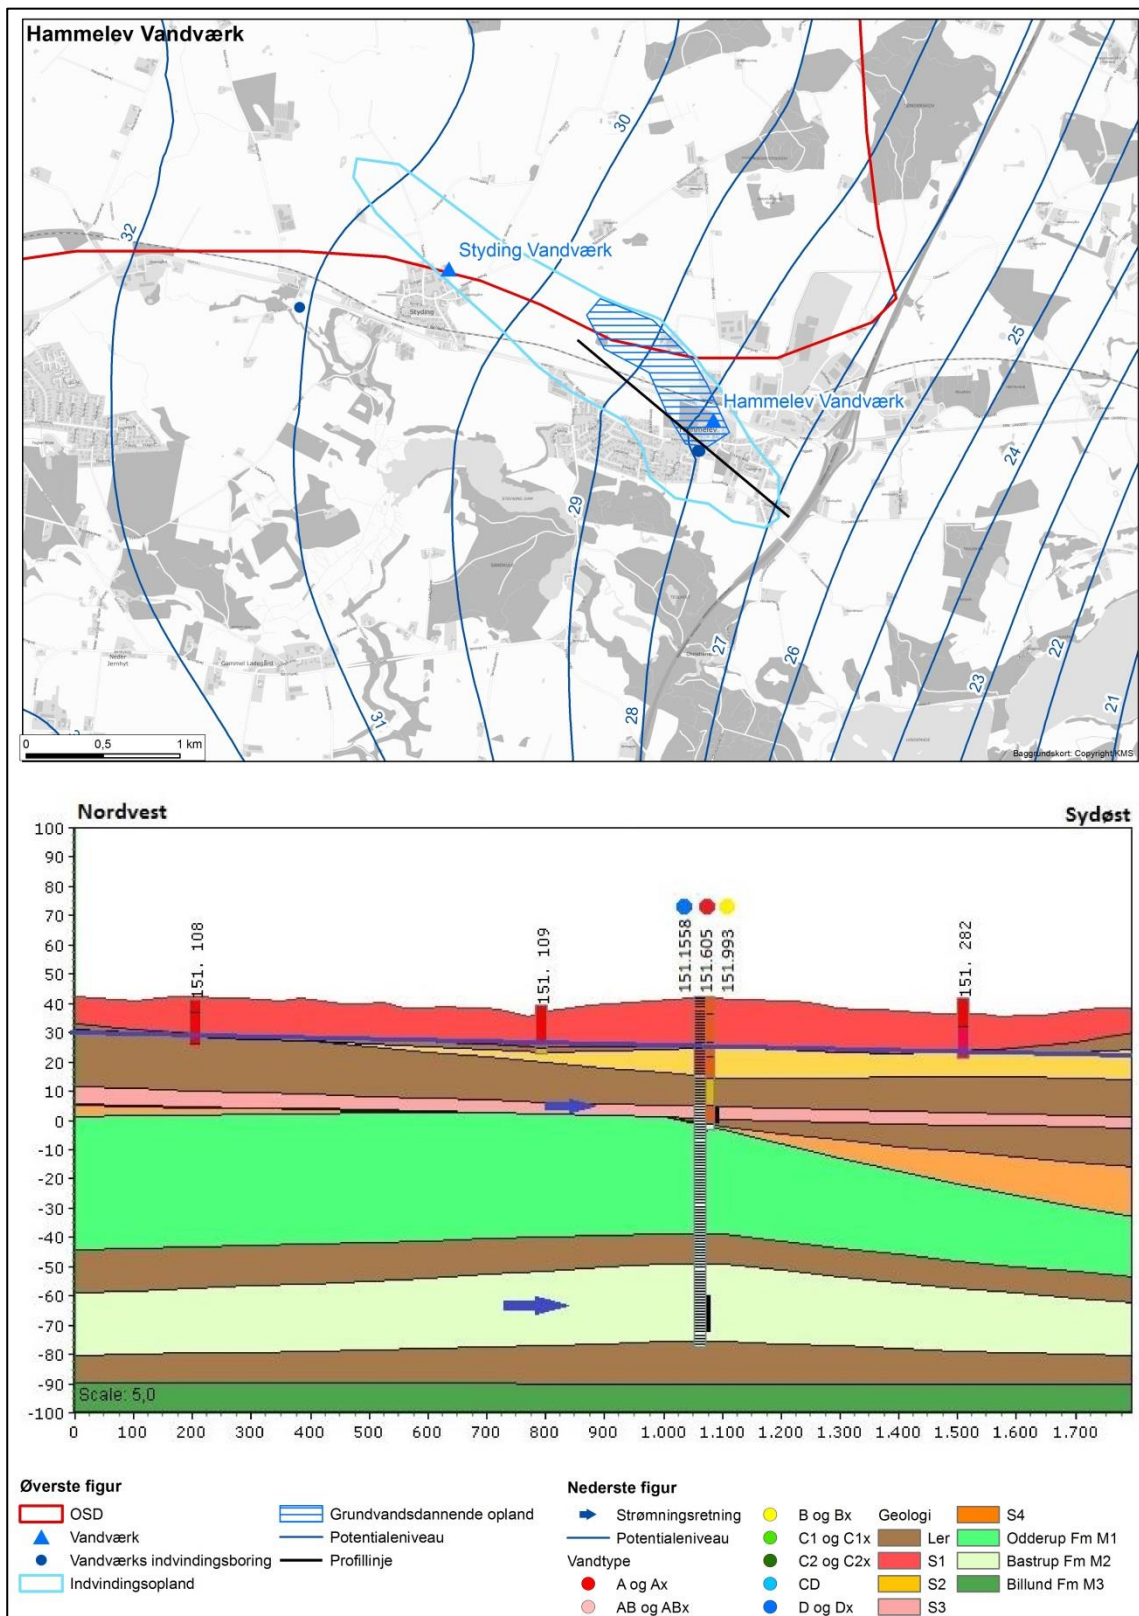 Hammelev Vandværk
32
30
Styding Vandværk
Styding
Hammelev Vandværk
25
24
29
27
26
22
23
21
28
31
Gammel Ladegård
Neder Jernhyt
0 0,5 1 km
Baggrundskort: Copyright KMS
Nordvest
Sydøst
100
90
80
70
60
50
40
30
20
10
0
-10
-20
-30
-40
-50
-60
-70
-80
-90
-100
151. 108
151. 109
151.1558
151.605
151.993
151. 282
Scale: 5,0
0 100 200 300 400 500 600 700 800 900 1.000 1.100 1.200 1.300 1.400 1.500 1.600 1.700
Øverste figur
OSD
Vandværk
Vandværks indvindingsboring
Indvindingsopland
Grundvandsdannende opland
Potentialeniveau
Profillinje
Nederste figur
Strømningsretning
Potentialeniveau
Vandtype
A og Ax
AB og ABx
B og Bx
C1 og C1x
C2 og C2x
CD
D og Dx
Geologi
Ler
S1
S2
S3
S4
Odderup Fm M1
Bastrup Fm M2
Billund Fm M3